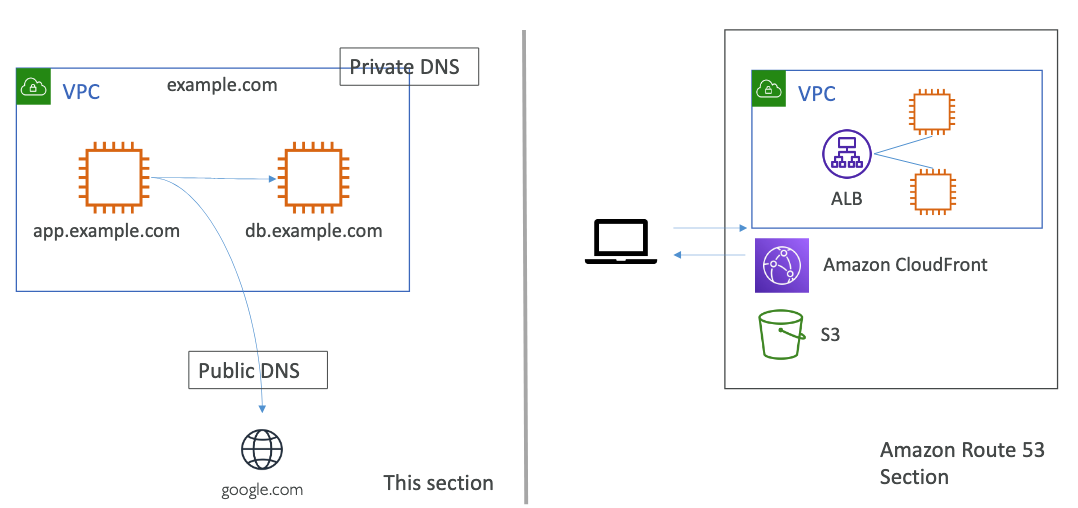 Private DNS
VPC
example.com
app.example.com
db.example.com
Public DNS
google.com
This section
VPC
ALB
Amazon CloudFront
S3
Amazon Route 53
Section